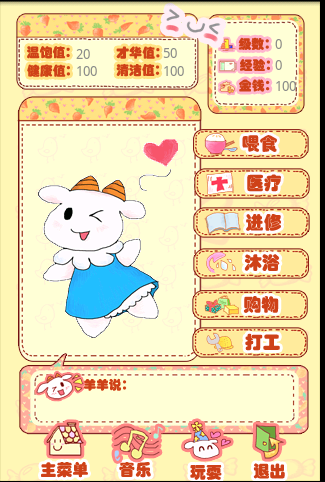 温饱值：20 才华值：50
健康值：100 清洁值：100
级数：0
经验：0
金钱：100
喂食
医疗
进修
沐浴
购物
打工
羊羊说：
主菜单 音乐 玩耍 退出